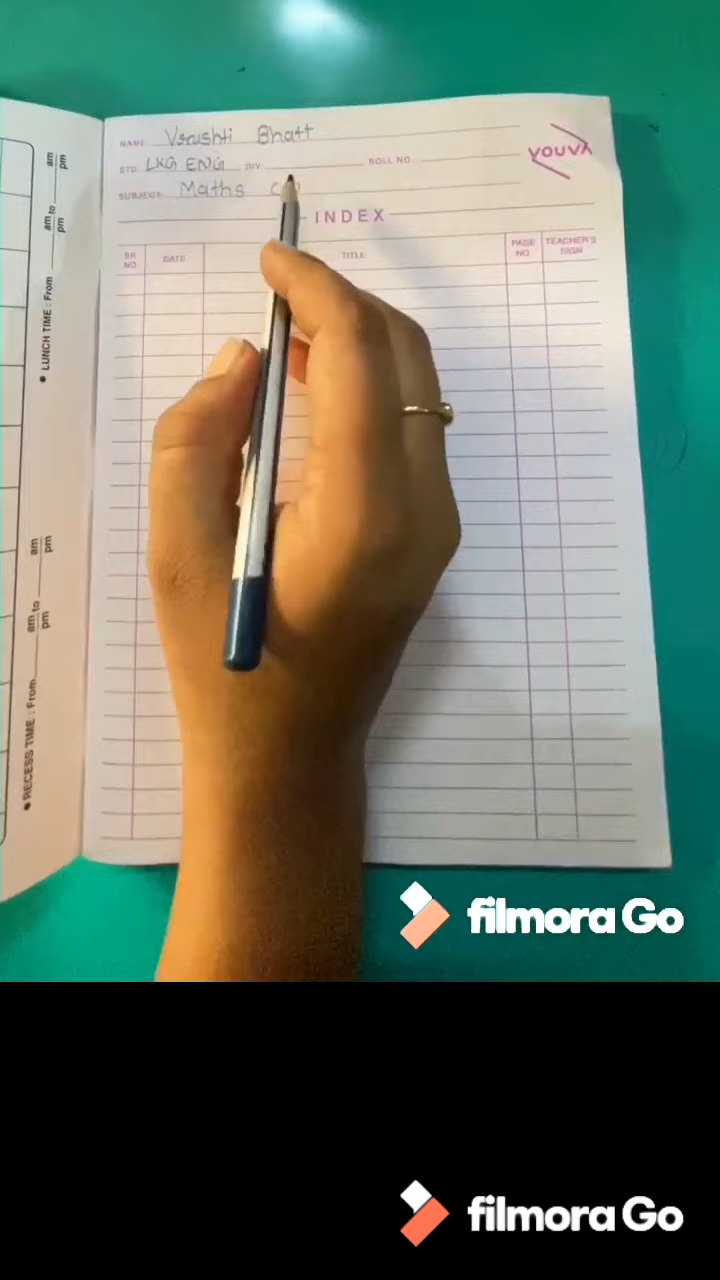 NAME Vrushti Bhatt
STD. LKG ENG DIV. ROLL NO.
SUBJECT Maths
YOUVA
INDEX
SR NO DATE TITLE PAGE NO TEACHER'S SIGN
• LUNCH TIME : From am pm am to pm
• RECESS TIME : From am pm am to pm
filmora Go
filmora Go